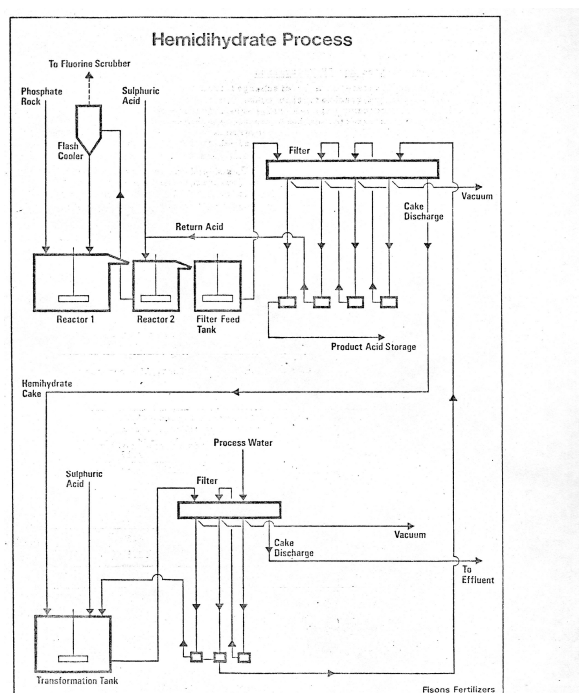 Hemidihydrate Process
To Fluorine Scrubber
Phosphate
Rock
Sulphuric
Acid
Flash
Cooler
Filter
Vacuum
Cake
Discharge
Return Acid
Reactor 1
Reactor 2
Filter Feed
Tank
Product Acid Storage
Hemihydrate
Cake
Process Water
Sulphuric
Acid
Filter
Vacuum
Cake
Discharge
To
Effluent
Transformation Tank
Fisons Fertilizers